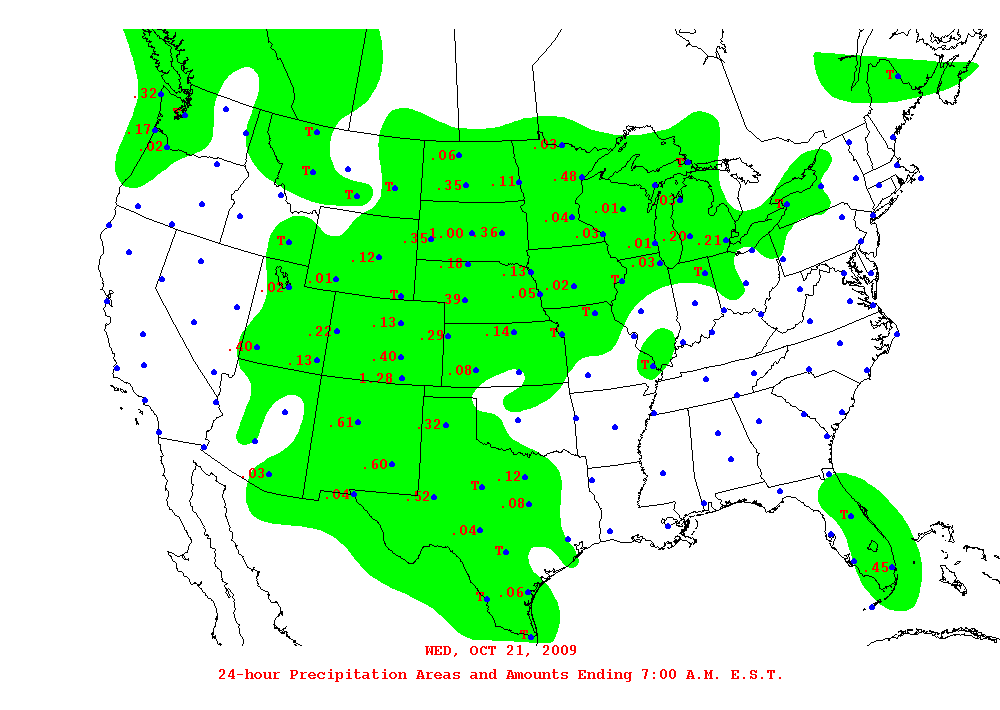 T
.32
.17
T
T
.03
.02
.06
T
.48
T
T
.35
.11
T
.03
.01
T
.04
T
.35
1.00
.36
.03
.01
.20
.21
.12
.18
.03
.13
T
.01
.02
.02
T
T
.39
.05
T
.13
.22
.29
.14
T
.40
.13
.40
T
1.28
.08
.61
.32
.60
.03
.12
T
.04
.52
.08
T
.04
T
.45
T
.06
T
WED, OCT 21, 2009
24-hour Precipitation Areas and Amounts Ending 7:00 A.M. E.S.T.